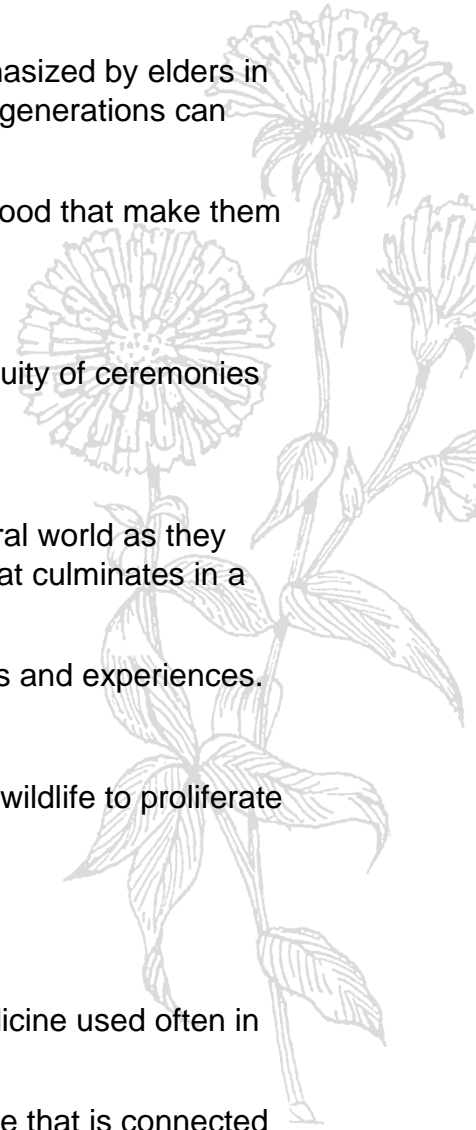 hasized by elders in
generations can
ood that make them
uity of ceremonies
ral world as they
at culminates in a
s and experiences.
wildlife to proliferate
dicine used often in
e that is connected